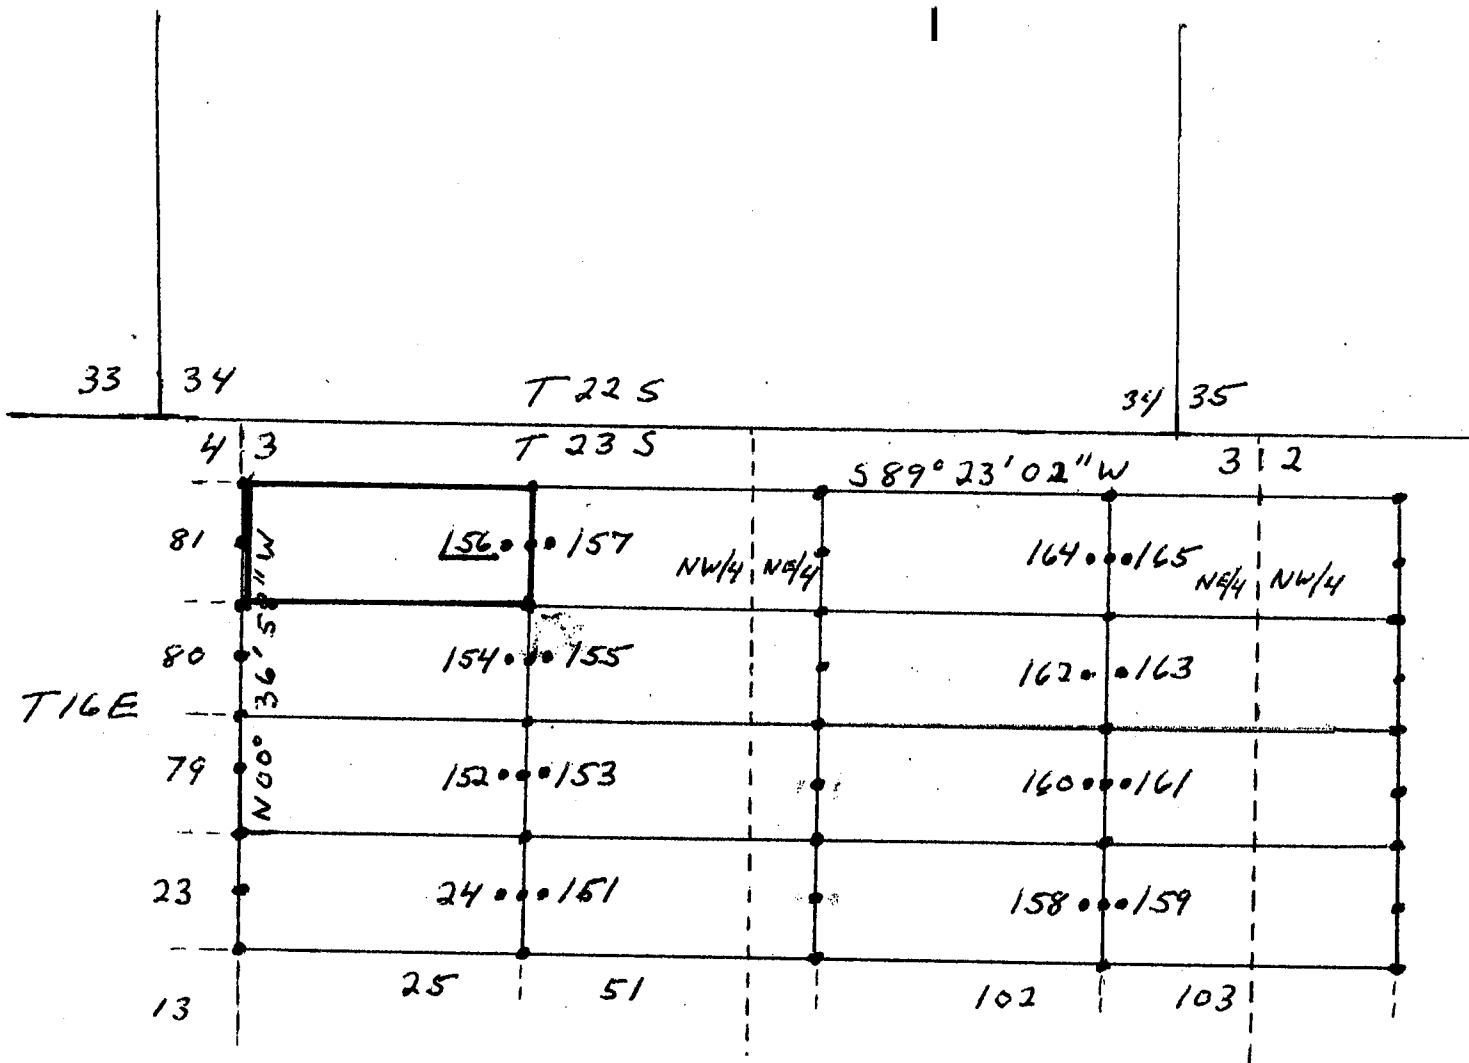 33 34 T 22 S 34 35
4 3 T 23 S 3 2
S 89° 23' 02" W
81 156 157 NW/4 NE/4 164 165 NE/4 NW/4
N 00° 36' 58" W
80 154 155 162 163
T16E
79 152 153 160 161
23 24 151 158 159
13 25 51 102 103